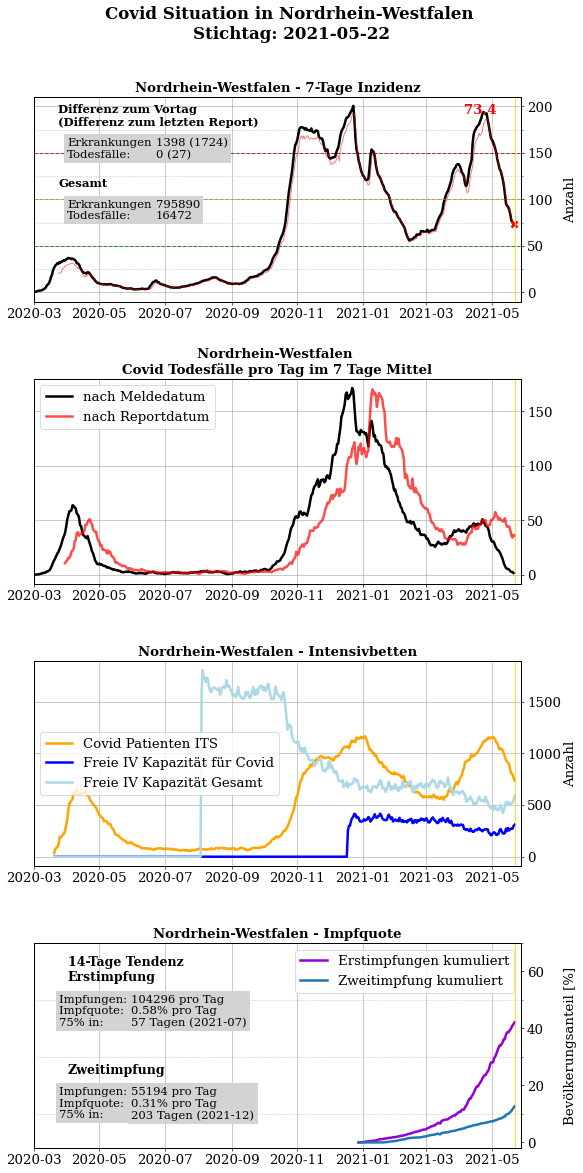 Covid Situation in Nordrhein-Westfalen
Stichtag: 2021-05-22
Nordrhein-Westfalen - 7-Tage Inzidenz
Differenz zum Vortag
(Differenz zum letzten Report)
Erkrankungen 1398 (1724)
Todesfälle: 0 (27)
Gesamt
Erkrankungen 795890
Todesfälle: 16472
73.4
200
150
100
50
0
Anzahl
2020-03 2020-05 2020-07 2020-09 2020-11 2021-01 2021-03 2021-05
Nordrhein-Westfalen
Covid Todesfälle pro Tag im 7 Tage Mittel
nach Meldedatum
nach Reportdatum
150
100
50
0
2020-03 2020-05 2020-07 2020-09 2020-11 2021-01 2021-03 2021-05
Nordrhein-Westfalen - Intensivbetten
Covid Patienten ITS
Freie IV Kapazität für Covid
Freie IV Kapazität Gesamt
1500
1000
500
0
Anzahl
2020-03 2020-05 2020-07 2020-09 2020-11 2021-01 2021-03 2021-05
Nordrhein-Westfalen - Impfquote
14-Tage Tendenz
Erstimpfung
Impfungen: 104296 pro Tag
Impfquote: 0.58% pro Tag
75% in: 57 Tagen (2021-07)
Zweitimpfung
Impfungen: 55194 pro Tag
Impfquote: 0.31% pro Tag
75% in: 203 Tagen (2021-12)
Erstimpfungen kumuliert
Zweitimpfung kumuliert
60
40
20
0
Bevölkerungsanteil [%]
2020-03 2020-05 2020-07 2020-09 2020-11 2021-01 2021-03 2021-05